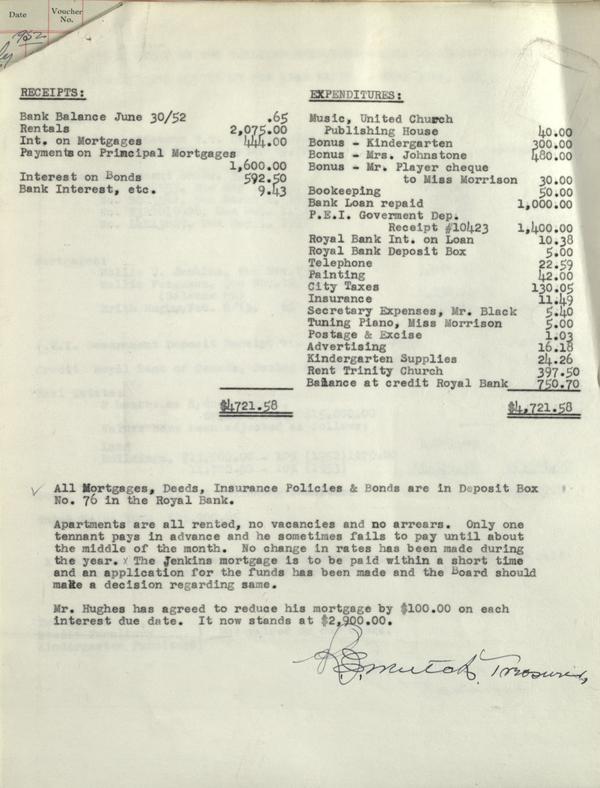 Date Voucher No.
1952
RECEIPTS:
Bank Balance June 30/52 .65
Rentals 2,075.00
Int. on Mortgages 444.00
Payments on Principal Mortgages
1,600.00
Interest on Bonds 592.50
Bank Interest, etc. 9.43
$4721.58
EXPENDITURES:
Music, United Church
Publishing House 40.00
Bonus - Kindergarten 300.00
Bonus - Mrs. Johnstone 480.00
Bonus - Mr. Player cheque
to Miss Morrison 30.00
Bookeeping 50.00
Bank Loan repaid 1,000.00
P.E.I. Goverment Dep.
Receipt #10423 1,400.00
Royal Bank Int. on Loan 10.38
Royal Bank Deposit Box 5.00
Telephone 22.59
Painting 42.00
City Taxes 130.05
Insurance 11.49
Secretary Expenses, Mr. Black 5.40
Tuning Piano, Miss Morrison 5.00
Postage & Excise 1.03
Advertising 16.18
Kindergarten Supplies 24.26
Rent Trinity Church 397.50
Balance at credit Royal Bank 750.70
$4,721.58
All Mortgages, Deeds, Insurance Policies & Bonds are in Deposit Box
No. 76 in the Royal Bank.
Apartments are all rented, no vacancies and no arrears. Only one
tennant pays in advance and he sometimes fails to pay until about
the middle of the month. No change in rates has been made during
the year. The Jenkins mortgage is to be paid within a short time
and an application for the funds has been made and the Board should
make a decision regarding same.
Mr. Hughes has agreed to reduce his mortgage by $100.00 on each
interest due date. It now stands at $2,900.00.
Treasurer